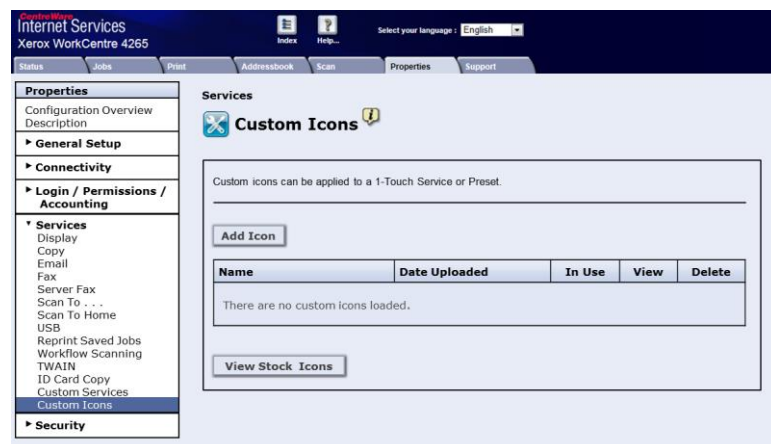 CentreWare
Internet Services
Xerox WorkCentre 4265
Index
Help...
Select your language : English
Status Jobs Print Addressbook Scan Properties Support
Properties
Configuration Overview
Description
General Setup
Connectivity
Login / Permissions /
Accounting
Services
Display
Copy
Email
Fax
Server Fax
Scan To . . .
Scan To Home
USB
Reprint Saved Jobs
Workflow Scanning
TWAIN
ID Card Copy
Custom Services
Custom Icons
Security
Services
Custom Icons
Custom icons can be applied to a 1-Touch Service or Preset.
Add Icon
Name Date Uploaded In Use View Delete
There are no custom icons loaded.
View Stock Icons